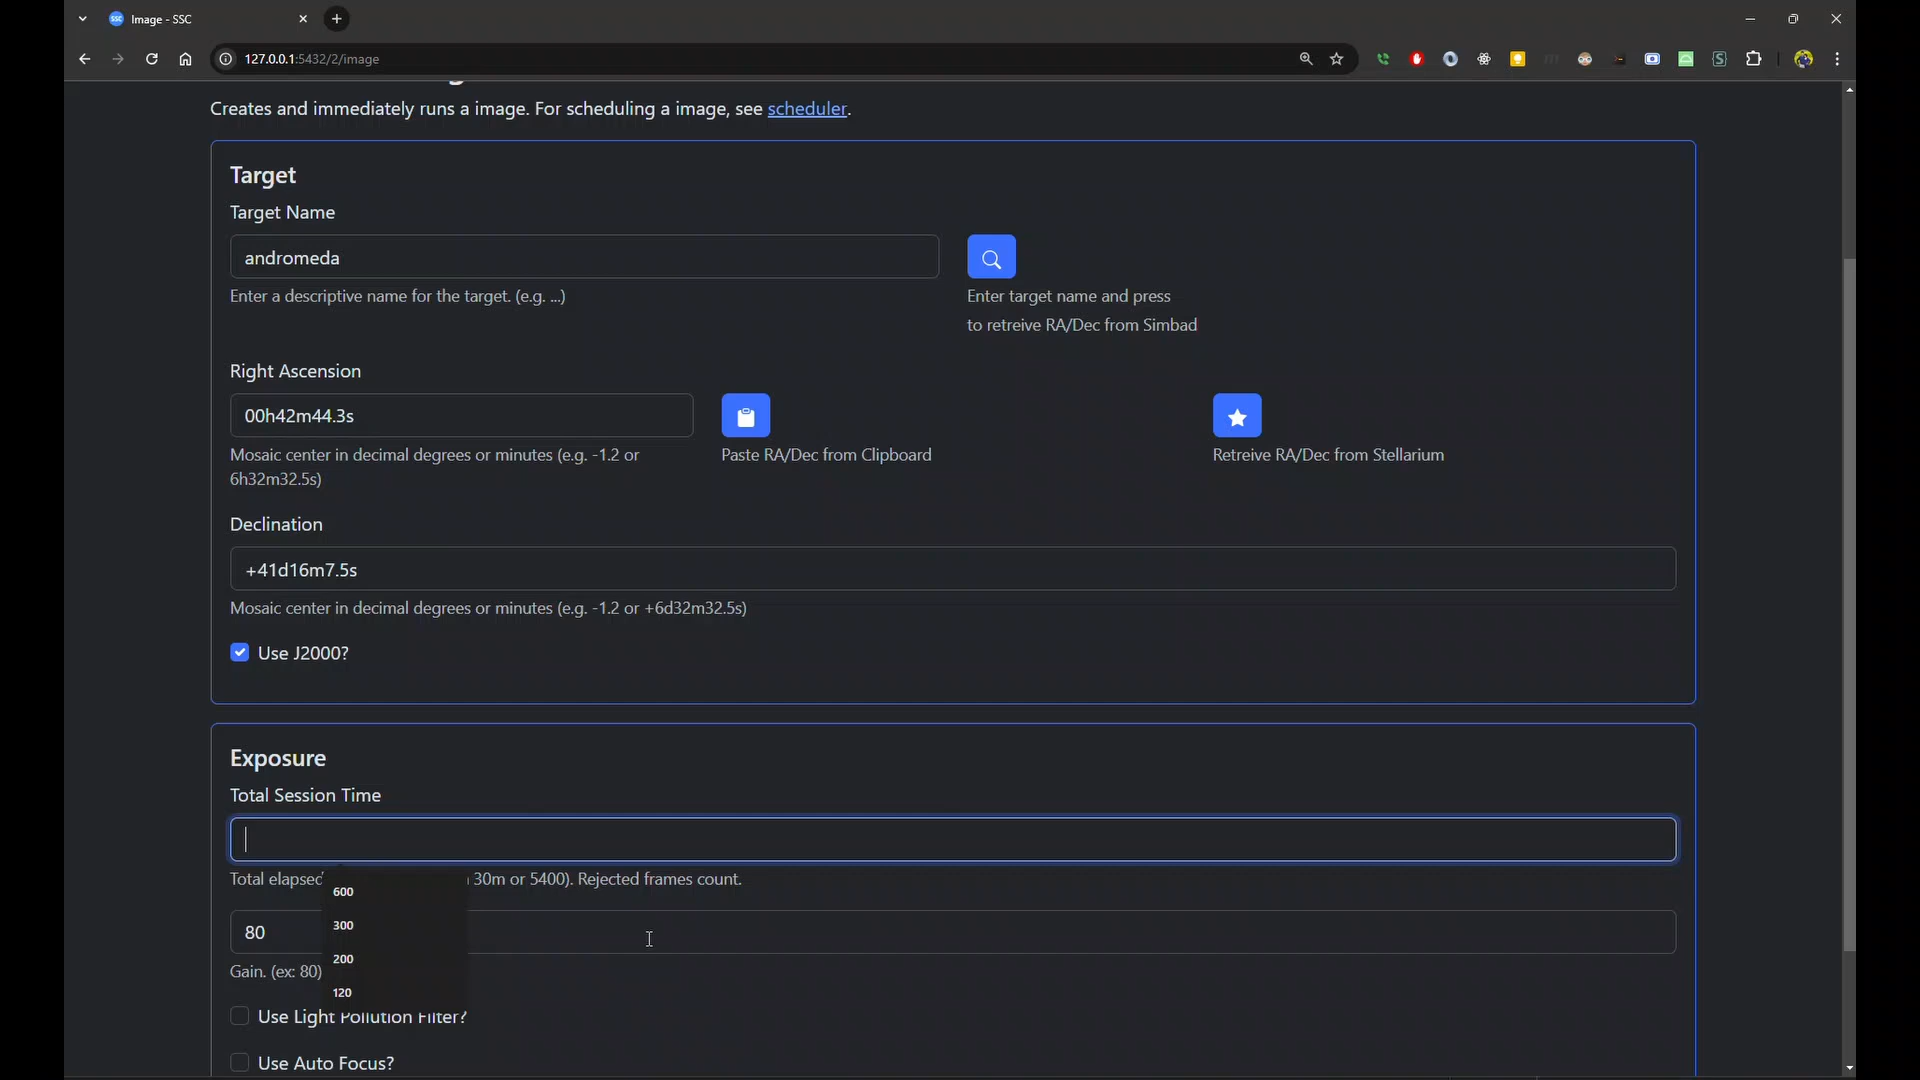 SSC Image - SSC
127.0.0.1:5432/2/image
Creates and immediately runs a image. For scheduling a image, see scheduler.
Target
Target Name
andromeda
Enter a descriptive name for the target. (e.g. ...)
Enter target name and press
to retreive RA/Dec from Simbad
Right Ascension
00h42m44.3s
Mosaic center in decimal degrees or minutes (e.g. -1.2 or
6h32m32.5s)
Paste RA/Dec from Clipboard
Retreive RA/Dec from Stellarium
Declination
+41d16m7.5s
Mosaic center in decimal degrees or minutes (e.g. -1.2 or +6d32m32.5s)
Use J2000?
Exposure
Total Session Time
Total elapsed 30m or 5400). Rejected frames count.
600
300
200
120
80
Gain. (ex: 80)
Use Light Pollution Filter?
Use Auto Focus?